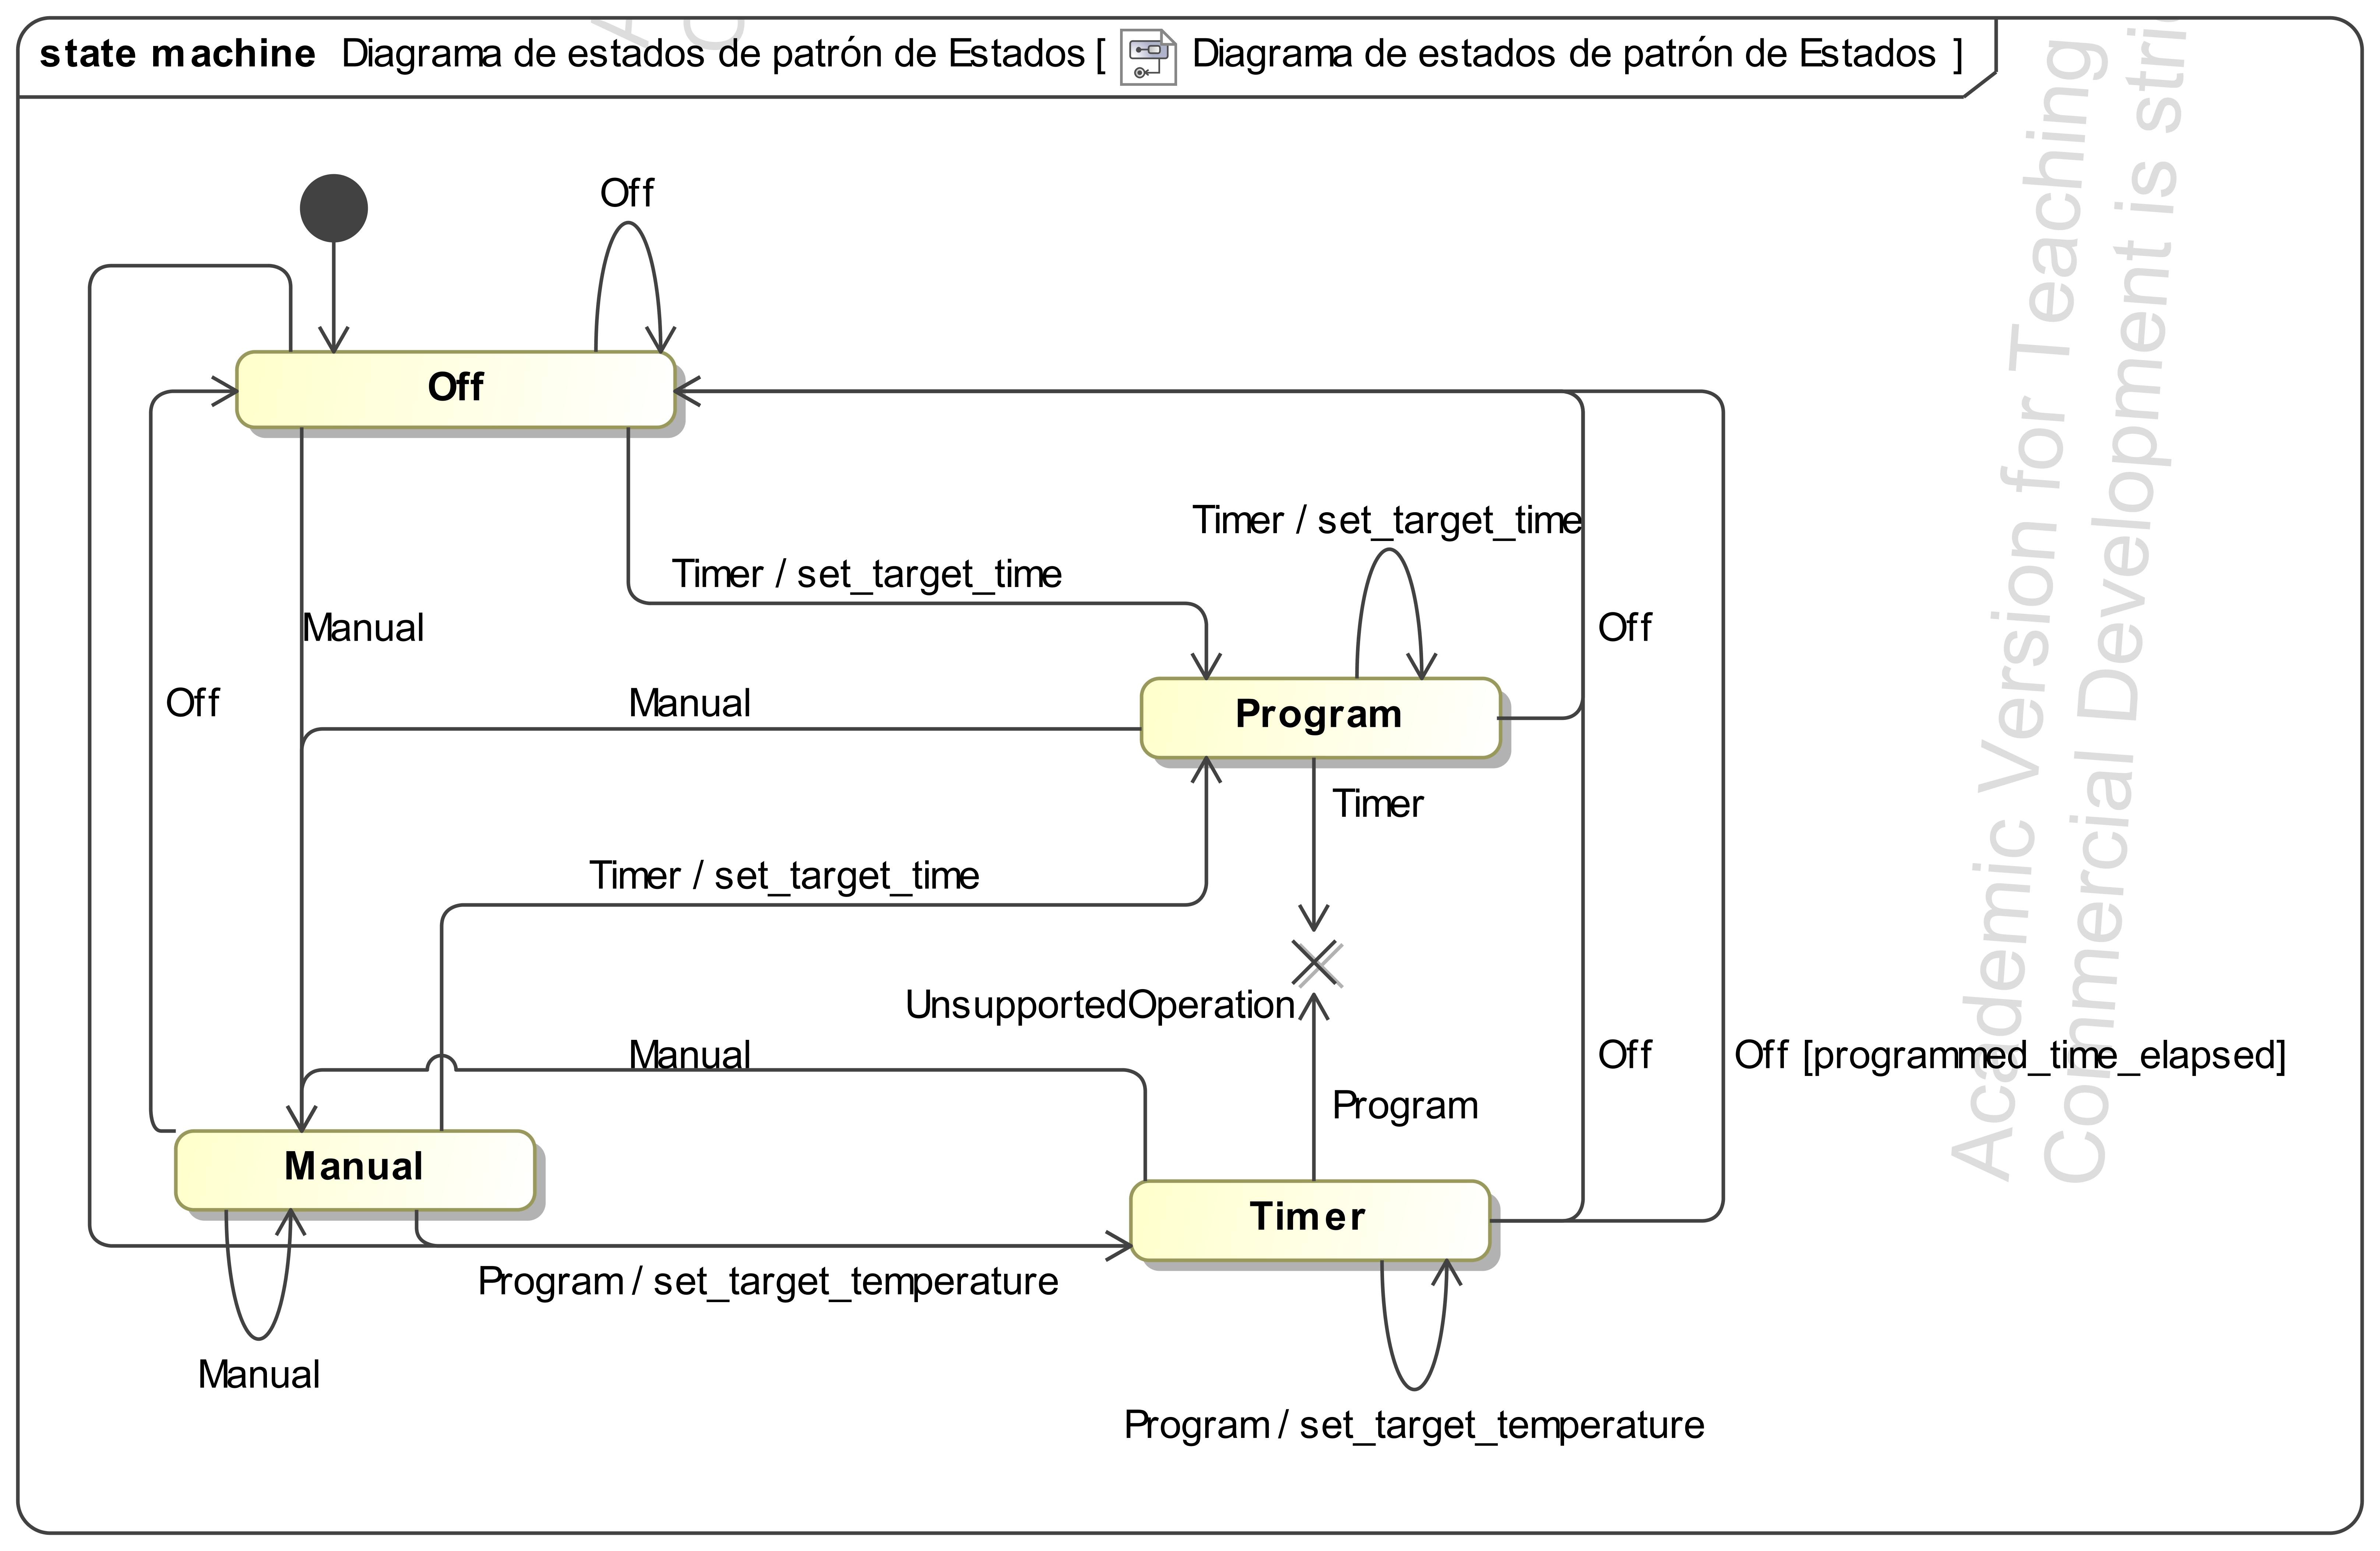 state machine Diagrama de estados de patrón de Estados [ Diagrama de estados de patrón de Estados ]
Off
Off
Timer / set_target_time
Timer / set_target_time
Manual
Off
Off
Manual
Program
Timer
Timer / set_target_time
UnsupportedOperation
Manual
Off
Off [programmed_time_elapsed]
Program
Manual
Timer
Program / set_target_temperature
Manual
Program / set_target_temperature
Academic Version for Teaching
Commercial Development is